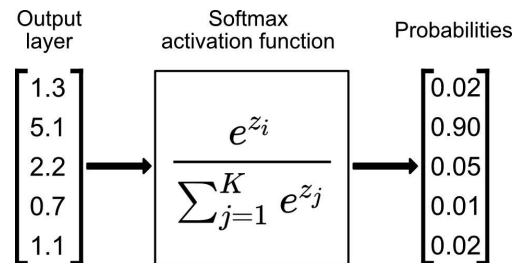 Output layer
Softmax activation function
Probabilities
1.3
5.1
2.2
0.7
1.1
e^{z_i}
∑_{j=1}^{K} e^{z_j}
0.02
0.90
0.05
0.01
0.02